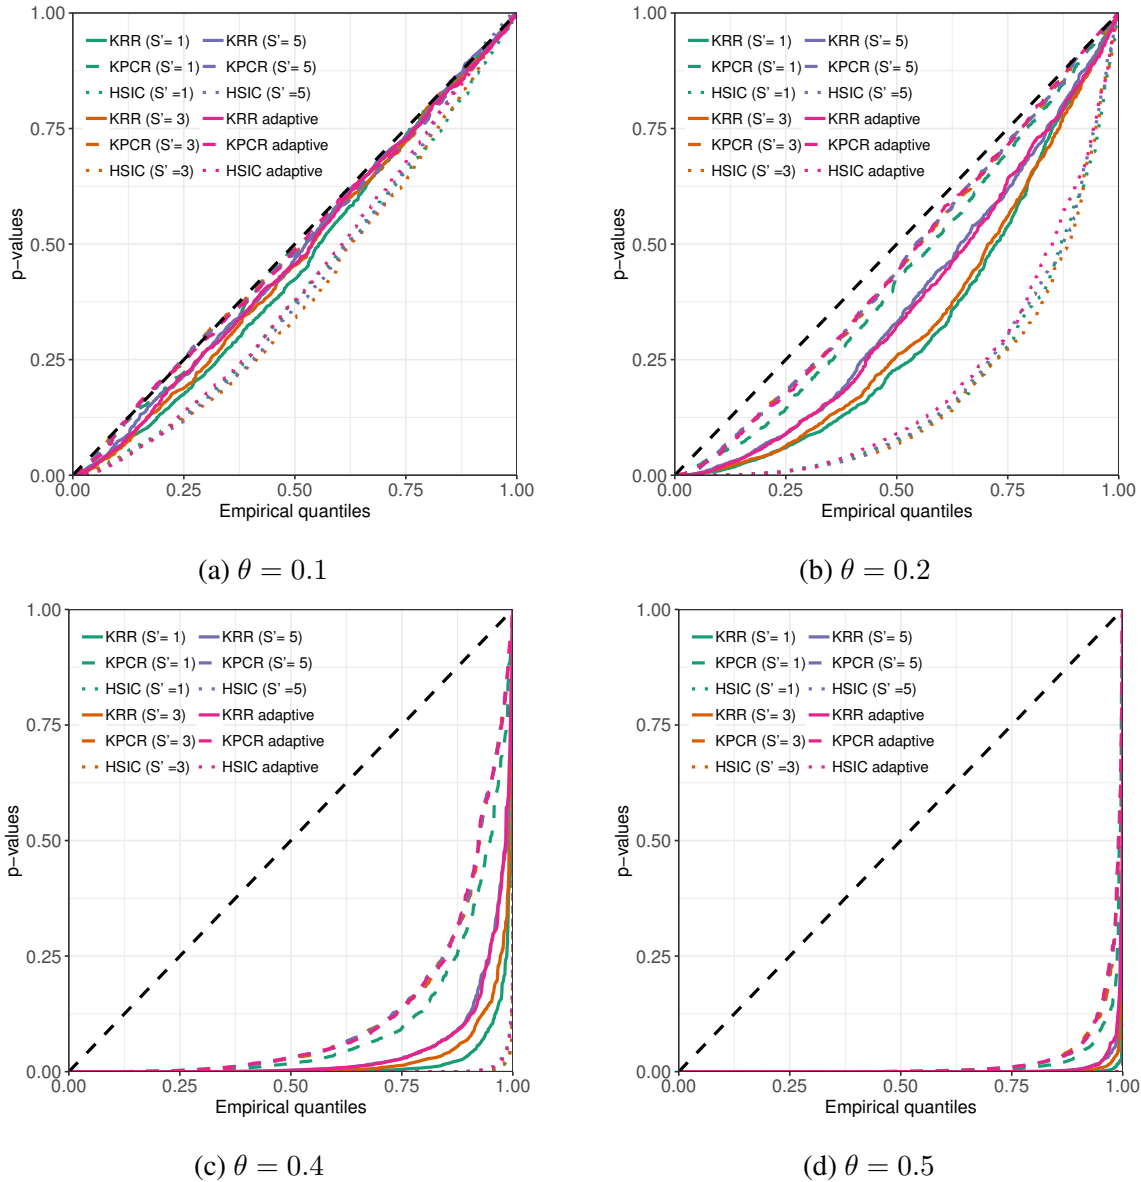 1.00
0.75
0.50
0.25
0.00
p−values
KRR (S'= 1) KRR (S'= 5)
KPCR (S'= 1) KPCR (S'= 5)
HSIC (S' =1) HSIC (S' =5)
KRR (S'= 3) KRR adaptive
KPCR (S'= 3) KPCR adaptive
HSIC (S' =3) HSIC adaptive
0.00 0.25 0.50 0.75 1.00
Empirical quantiles
(a) θ = 0.1
1.00
0.75
0.50
0.25
0.00
p−values
KRR (S'= 1) KRR (S'= 5)
KPCR (S'= 1) KPCR (S'= 5)
HSIC (S' =1) HSIC (S' =5)
KRR (S'= 3) KRR adaptive
KPCR (S'= 3) KPCR adaptive
HSIC (S' =3) HSIC adaptive
0.00 0.25 0.50 0.75 1.00
Empirical quantiles
(b) θ = 0.2
1.00
0.75
0.50
0.25
0.00
p−values
KRR (S'= 1) KRR (S'= 5)
KPCR (S'= 1) KPCR (S'= 5)
HSIC (S' =1) HSIC (S' =5)
KRR (S'= 3) KRR adaptive
KPCR (S'= 3) KPCR adaptive
HSIC (S' =3) HSIC adaptive
0.00 0.25 0.50 0.75 1.00
Empirical quantiles
(c) θ = 0.4
1.00
0.75
0.50
0.25
0.00
p−values
KRR (S'= 1) KRR (S'= 5)
KPCR (S'= 1) KPCR (S'= 5)
HSIC (S' =1) HSIC (S' =5)
KRR (S'= 3) KRR adaptive
KPCR (S'= 3) KPCR adaptive
HSIC (S' =3) HSIC adaptive
0.00 0.25 0.50 0.75 1.00
Empirical quantiles
(d) θ = 0.5